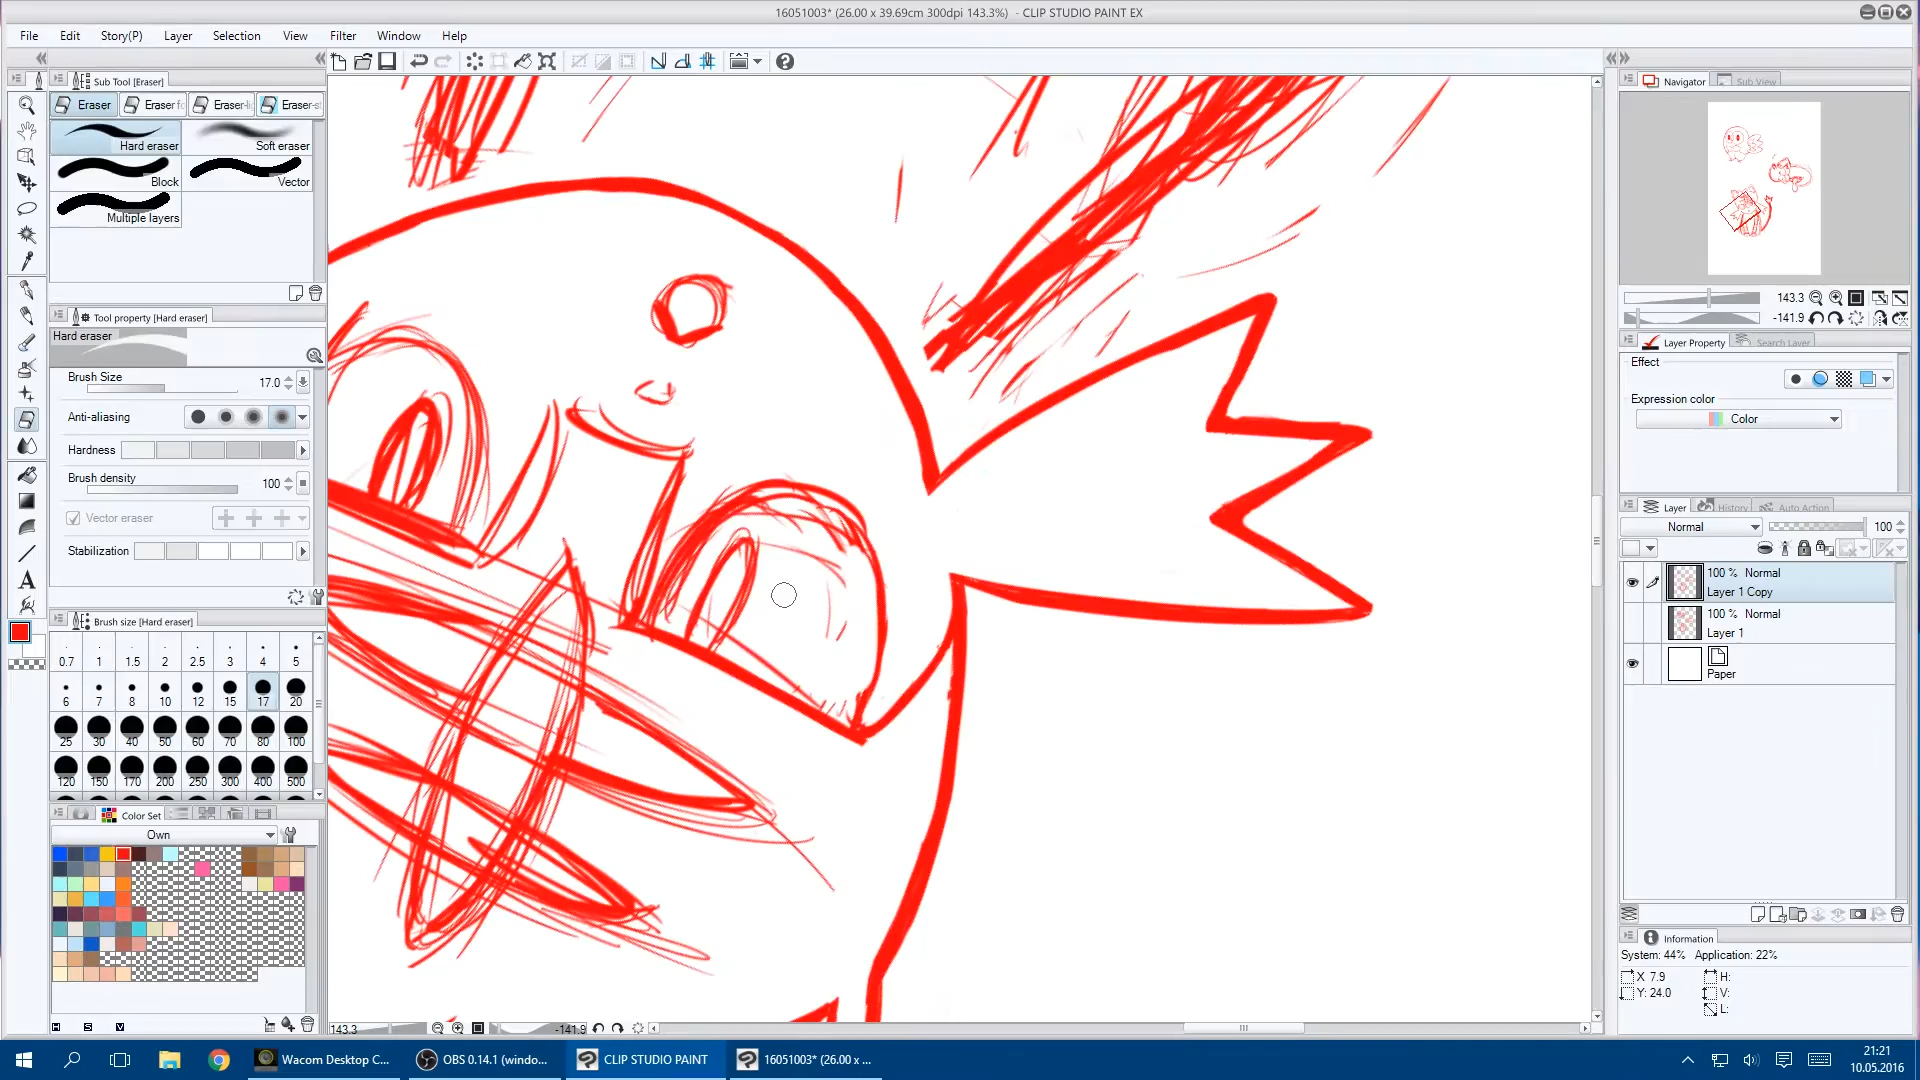 16051003* (26.00 x 39.69cm 300dpi 143.3%) - CLIP STUDIO PAINT EX
File Edit Story(P) Layer Selection View Filter Window Help
Sub Tool [Eraser]
Eraser Eraser fo Eraser-li Eraser-s
Hard eraser Soft eraser
Block Vector
Multiple layers
Tool property [Hard eraser]
Hard eraser
Brush Size 17.0
Anti-aliasing
Hardness
Brush density 100
Vector eraser
Stabilization
A
Brush size [Hard eraser]
0.7 1 1.5 2 2.5 3 4 5
6 7 8 10 12 15 17 20
25 30 40 50 60 70 80 100
120 150 170 200 250 300 400 500
Color Set
Own
H S V
143.3 -141.9
Navigator Sub View
143.3
-141.9
Layer Property Search Layer
Effect
Expression color
Color
Layer History Auto Action
Normal 100
100 % Normal
Layer 1 Copy
100 % Normal
Layer 1
Paper
Information
System: 44% Application: 22%
X 7.9 H:
Y: 24.0 V:
L:
Wacom Desktop C... OBS 0.14.1 (windo... CLIP STUDIO PAINT 16051003* (26.00 x ...
21:21
10.05.2016